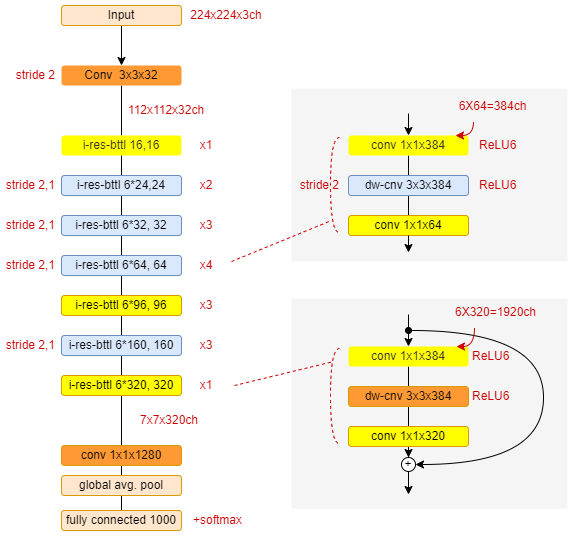 Input 224x224x3ch
stride 2 Conv 3x3x32
112x112x32ch
i-res-bttl 16,16 x1
stride 2,1 i-res-bttl 6*24,24 x2
stride 2,1 i-res-bttl 6*32, 32 x3
stride 2,1 i-res-bttl 6*64, 64 x4
i-res-bttl 6*96, 96 x3
stride 2,1 i-res-bttl 6*160, 160 x3
i-res-bttl 6*320, 320 x1
7x7x320ch
conv 1x1x1280
global avg. pool
fully connected 1000 +softmax
6X64=384ch
conv 1x1x384 ReLU6
stride 2 dw-cnv 3x3x384 ReLU6
conv 1x1x64
6X320=1920ch
conv 1x1x384 ReLU6
dw-cnv 3x3x384 ReLU6
conv 1x1x320
+